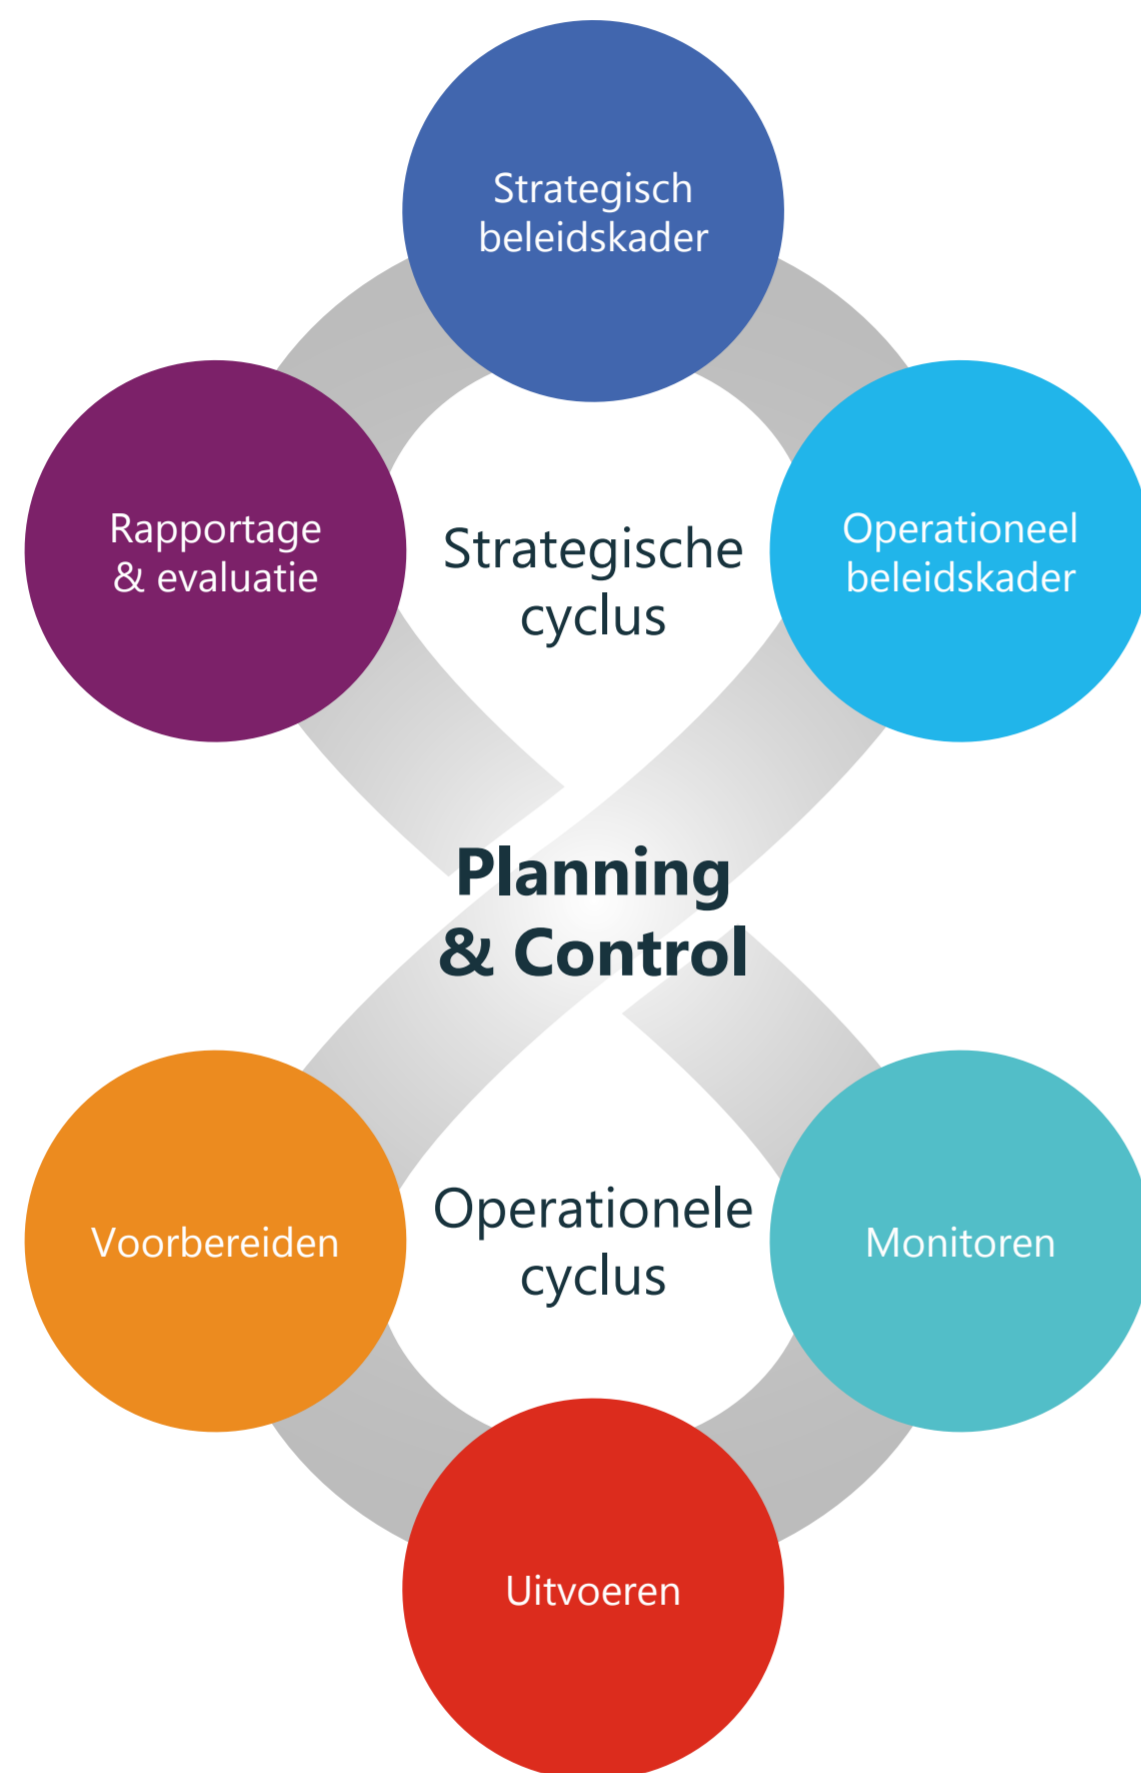 Strategisch
beleidskader
Rapportage
& evaluatie
Strategische
cyclus
Operationeel
beleidskader
Planning
& Control
Voorbereiden
Operationele
cyclus
Monitoren
Uitvoeren